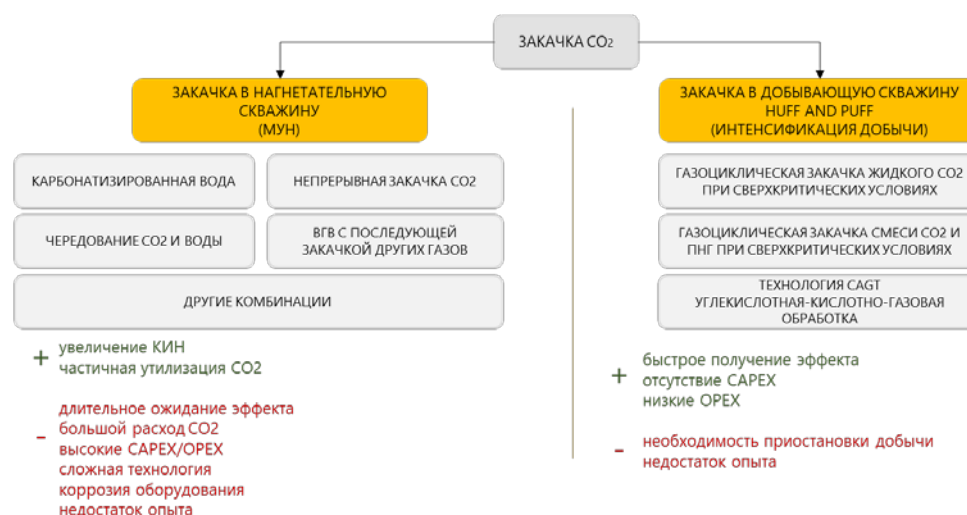 ЗАКАЧКА CO2
ЗАКАЧКА В НАГНЕТАТЕЛЬНУЮ
СКВАЖИНУ
(МУН)
КАРБОНАТИЗИРОВАННАЯ ВОДА
НЕПРЕРЫВНАЯ ЗАКАЧКА CO2
ЧЕРЕДОВАНИЕ CO2 И ВОДЫ
ВГВ С ПОСЛЕДУЮЩЕЙ
ЗАКАЧКОЙ ДРУГИХ ГАЗОВ
ДРУГИЕ КОМБИНАЦИИ
+ увеличение КИН
частичная утилизация CO2
- длительное ожидание эффекта
большой расход CO2
высокие CAPEX/OPEX
сложная технология
коррозия оборудования
недостаток опыта
ЗАКАЧКА В ДОБЫВАЮЩУЮ СКВАЖИНУ
HUFF AND PUFF
(ИНТЕНСИФИКАЦИЯ ДОБЫЧИ)
ГАЗОЦИКЛИЧЕСКАЯ ЗАКАЧКА ЖИДКОГО CO2
ПРИ СВЕРХКРИТИЧЕСКИХ УСЛОВИЯХ
ГАЗОЦИКЛИЧЕСКАЯ ЗАКАЧКА СМЕСИ CO2 И
ПНГ ПРИ СВЕРХКРИТИЧЕСКИХ УСЛОВИЯХ
ТЕХНОЛОГИЯ CAGT
УГЛЕКИСЛОТНАЯ-КИСЛОТНО-ГАЗОВАЯ
ОБРАБОТКА
+ быстрое получение эффекта
отсутствие CAPEX
низкие OPEX
- необходимость приостановки добычи
недостаток опыта